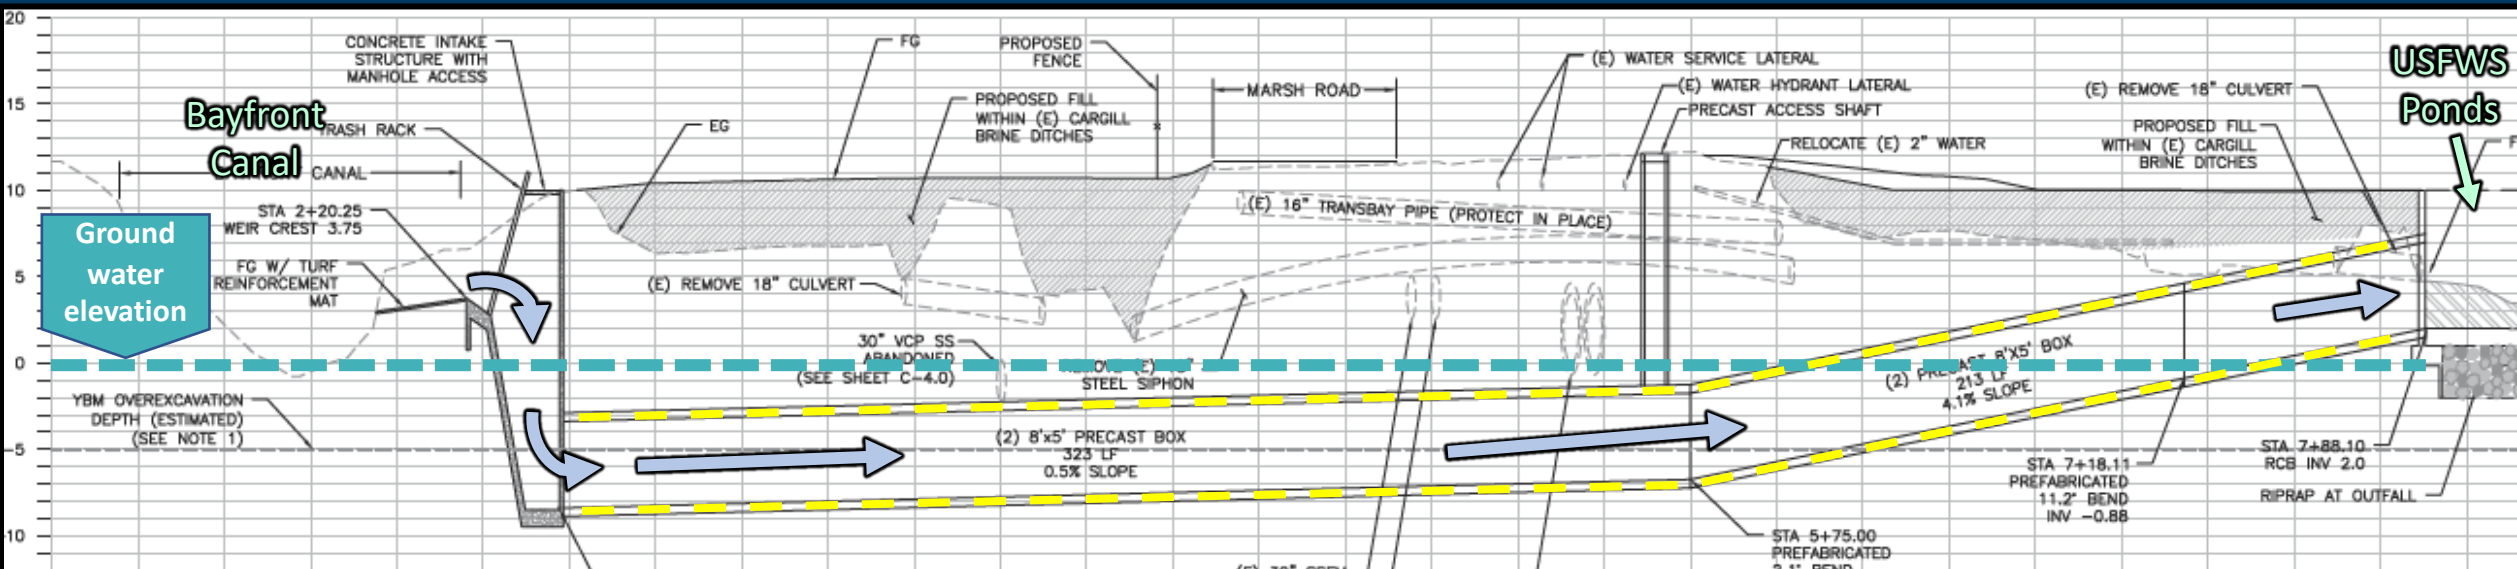 20
15
10
5
0
-5
-10
CONCRETE INTAKE
STRUCTURE WITH
MANHOLE ACCESS
Bayfront
Canal
TRASH RACK
CANAL
STA 2+20.25
WEIR CREST 3.75
Ground
water
elevation
FG W/ TURF
REINFORCEMENT
MAT
YBM OVEREXCAVATION
DEPTH (ESTIMATED)
(SEE NOTE 1)
FG
EG
PROPOSED
FENCE
PROPOSED FILL
WITHIN (E) CARGILL
BRINE DITCHES
MARSH ROAD
(E) REMOVE 18" CULVERT
30" VCP SS
ABANDONED
(SEE SHEET C-4.0)
STEEL SIPHON
(2) 8'x5' PRECAST BOX
323 LF
0.5% SLOPE
(E) WATER SERVICE LATERAL
(E) WATER HYDRANT LATERAL
PRECAST ACCESS SHAFT
RELOCATE (E) 2" WATER
(E) 16" TRANSBAY PIPE (PROTECT IN PLACE)
(E) REMOVE 18" CULVERT
PROPOSED FILL
WITHIN (E) CARGILL
BRINE DITCHES
USFWS
Ponds
F
(2) PRECAST 8'X5' BOX
213 LF
4.1% SLOPE
STA 7+18.11
PREFABRICATED
11.2° BEND
INV -0.88
STA 7+88.10
RCB INV 2.0
RIPRAP AT OUTFALL
STA 5+75.00
PREFABRICATED